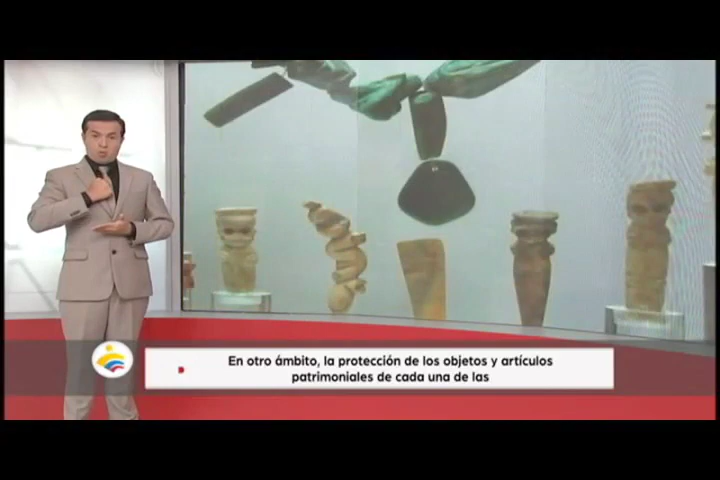 En otro ámbito, la protección de los objetos y artículos
patrimoniales de cada una de las